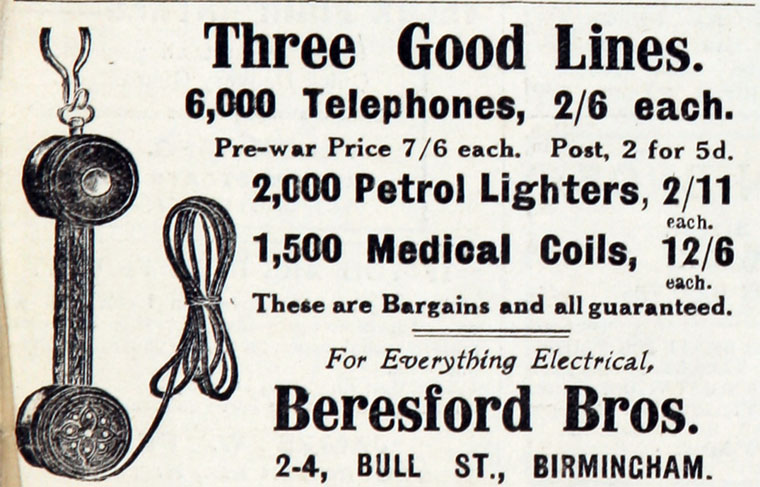 Three Good Lines.
6,000 Telephones, 2/6 each.
Pre-war Price 7/6 each. Post, 2 for 5d.
2,000 Petrol Lighters, 2/11
each.
1,500 Medical Coils, 12/6
each.
These are Bargains and all guaranteed.
For Everything Electrical,
Beresford Bros.
2-4, BULL ST., BIRMINGHAM.